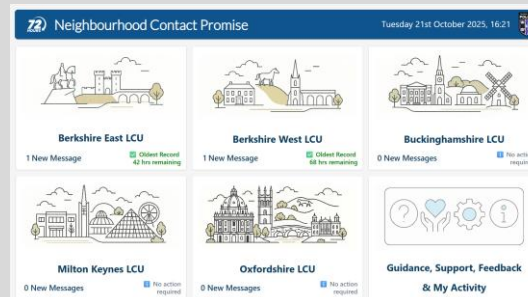 72 Neighbourhood Contact Promise
Tuesday 21st October 2025, 16:21
Berkshire East LCU
1 New Message
Oldest Record
42 hrs remaining
Berkshire West LCU
1 New Message
Oldest Record
68 hrs remaining
Buckinghamshire LCU
0 New Messages
No
Milton Keynes LCU
0 New Messages
No action
required
Oxfordshire LCU
0 New Messages
No action
required
Guidance, Support, Feedback
& My Activity